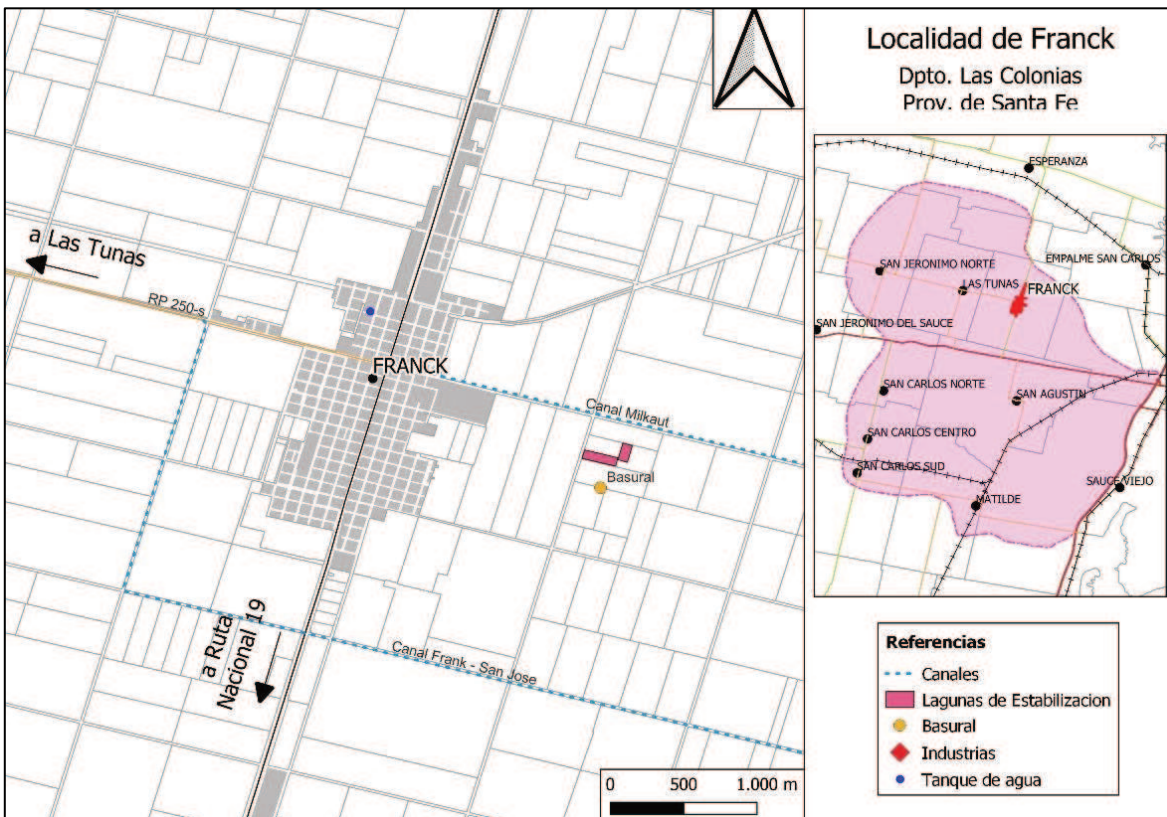 a Las Tunas
RP 250-s
FRANCK
Canal Milkaut
Basural
Canal Frank - San Jose
a Ruta
Nacional 19
0 500 1.000 m
Localidad de Franck
Dpto. Las Colonias
Prov. de Santa Fe
ESPERANZA
SAN JERONIMO NORTE
EMPALME SAN CARLOS
LAS TUNAS
FRANCK
SAN JERONIMO DEL SAUCE
SAN CARLOS NORTE
SAN AGUSTIN
SAN CARLOS CENTRO
SAN CARLOS SUD
MATILDE
SAUCE VIEJO
Referencias
Canales
Lagunas de Estabilizacion
Basural
Industrias
Tanque de agua